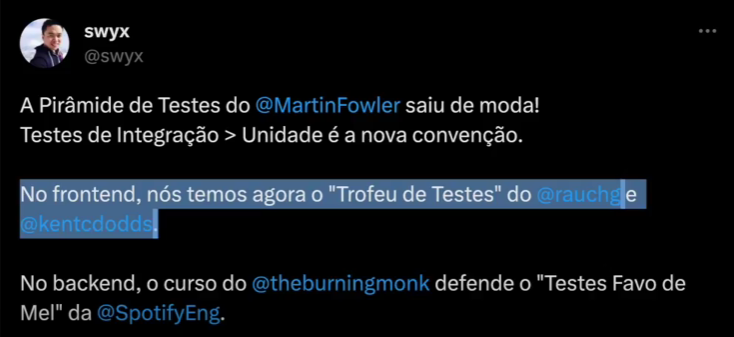 swyx
@swyx
A Pirâmide de Testes do @MartinFowler saiu de moda!
Testes de Integração > Unidade é a nova convenção.
No frontend, nós temos agora o "Trofeu de Testes" do @rauchg e
@kentcdodds.
No backend, o curso do @theburningmonk defende o "Testes Favo de
Mel" da @SpotifyEng.